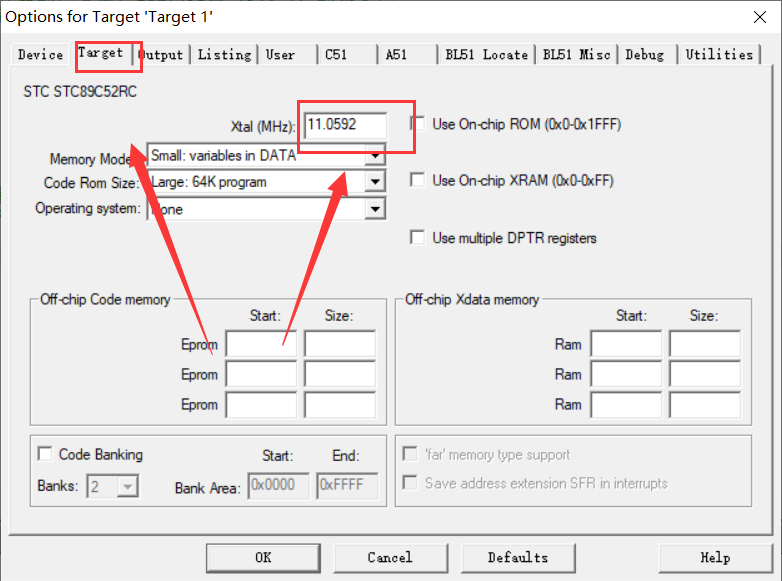 Options for Target 'Target 1'
Device Target Output Listing User C51 A51 BL51 Locate BL51 Misc Debug Utilities
STC STC89C52RC
Xtal (MHz): 11.0592
Use On-chip ROM (0x0-0x1FFF)
Memory Mode: Small: variables in DATA
Code Rom Size: Large: 64K program
Use On-chip XRAM (0x0-0xFF)
Operating system: None
Use multiple DPTR registers
Off-chip Code memory
Start: Size:
Eprom
Eprom
Eprom
Off-chip Xdata memory
Start: Size:
Ram
Ram
Ram
Code Banking Start: End:
Banks: 2 Bank Area: 0x0000 0xFFFF
'far' memory type support
Save address extension SFR in interrupts
OK Cancel Defaults Help